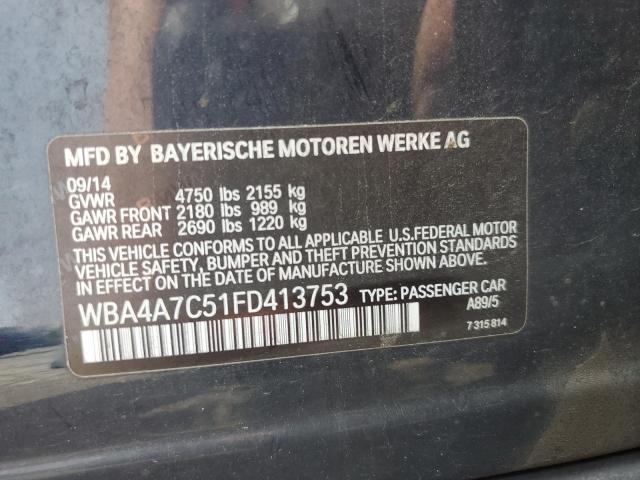 MFD BY BAYERISCHE MOTOREN WERKE AG
09/14
GVWR 4750 lbs 2155 kg
GAWR FRONT 2180 lbs 989 kg
GAWR REAR 2690 lbs 1220 kg
THIS VEHICLE CONFORMS TO ALL APPLICABLE U.S.FEDERAL MOTOR
VEHICLE SAFETY, BUMPER AND THEFT PREVENTION STANDARDS
IN EFFECT ON THE DATE OF MANUFACTURE SHOWN ABOVE.
WBA4A7C51FD413753 TYPE: PASSENGER CAR
A89/5
7 315 814